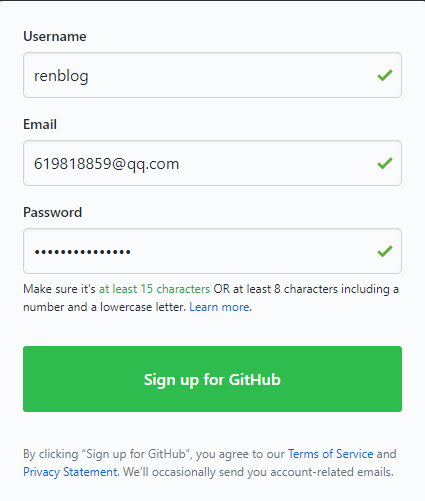 Username
renblog
Email
619818859@qq.com
Password
•••••••••••••••
Make sure it's at least 15 characters OR at least 8 characters including a
number and a lowercase letter. Learn more.
Sign up for GitHub
By clicking “Sign up for GitHub”, you agree to our Terms of Service and
Privacy Statement. We’ll occasionally send you account-related emails.